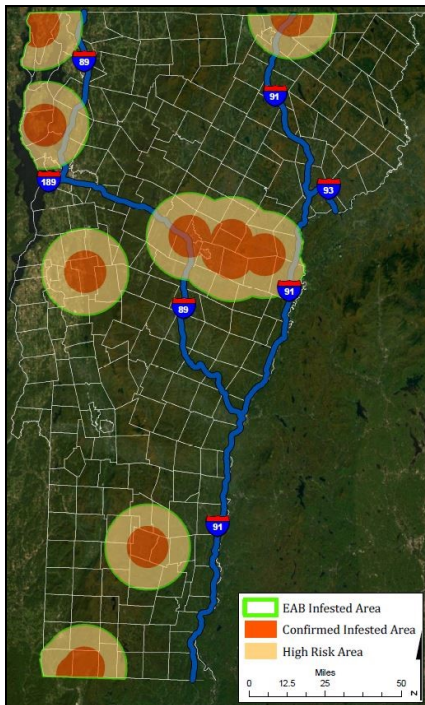 89
91
189
93
91
89
91
EAB Infested Area
Confirmed Infested Area
High Risk Area
Miles
0 12.5 25 50
N